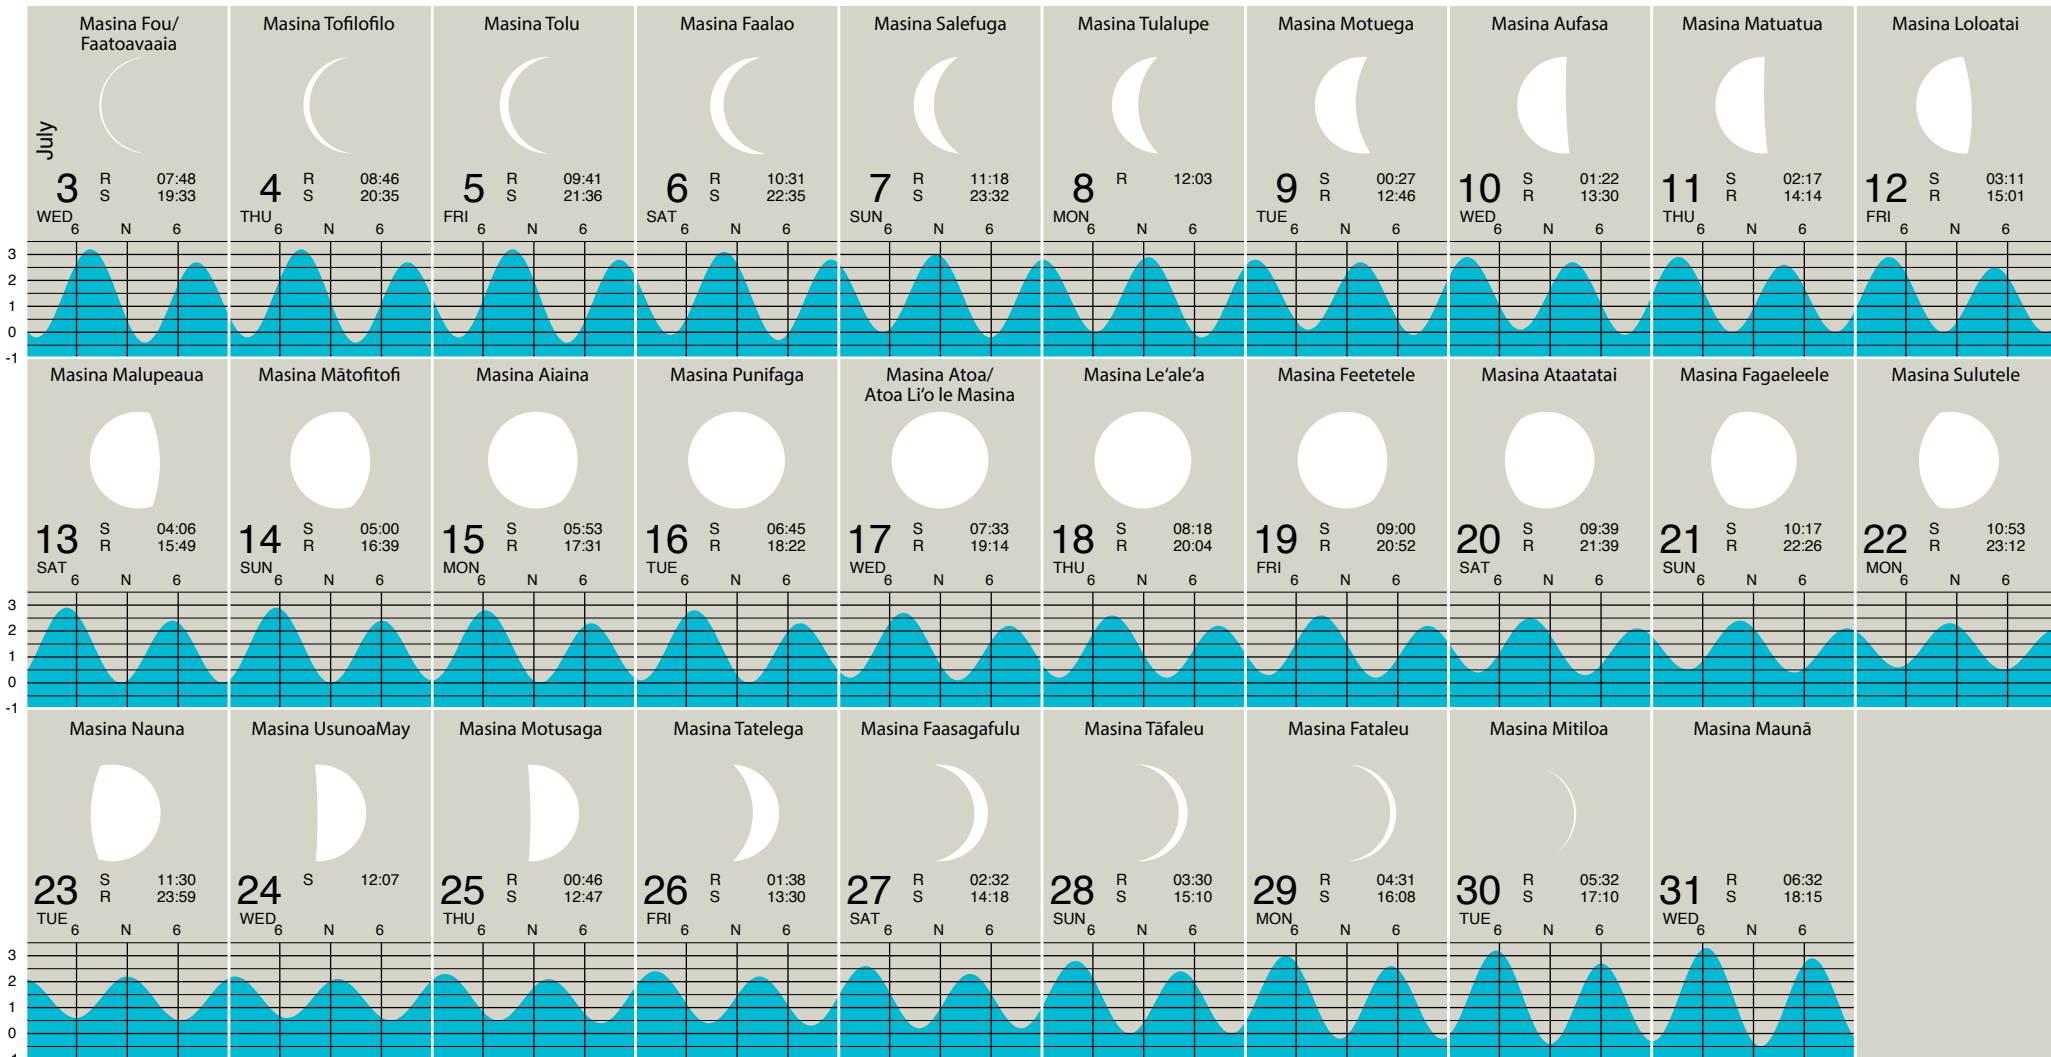 Masina Fou/
Faatoavaaia
Masina Tofilofilo
Masina Tolu
Masina Faalao
Masina Salefuga
Masina Tulalupe
Masina Motuega
Masina Aufasa
Masina Matuatua
Masina Loloatai
July
3 WED R 07:48 S 19:33
4 THU R 08:46 S 20:35
5 FRI R 09:41 S 21:36
6 SAT R 10:31 S 22:35
7 SUN R 11:18 S 23:32
8 MON R 12:03
9 TUE S 00:27 R 12:46
10 WED S 01:22 R 13:30
11 THU S 02:17 R 14:14
12 FRI S 03:11 R 15:01
6 N 6 6 N 6 6 N 6 6 N 6 6 N 6 6 N 6 6 N 6 6 N 6 6 N 6 6 N 6
3
2
1
0
-1
Masina Malupeaua
Masina Mātofitofi
Masina Aiaina
Masina Punifaga
Masina Atoa/
Atoa Li‘o le Masina
Masina Le‘ale‘a
Masina Feetetele
Masina Ataatatai
Masina Fagaeleele
Masina Sulutele
13 SAT S 04:06 R 15:49
14 SUN S 05:00 R 16:39
15 MON S 05:53 R 17:31
16 TUE S 06:45 R 18:22
17 WED S 07:33 R 19:14
18 THU S 08:18 R 20:04
19 FRI S 09:00 R 20:52
20 SAT S 09:39 R 21:39
21 SUN S 10:17 R 22:26
22 MON S 10:53 R 23:12
6 N 6 6 N 6 6 N 6 6 N 6 6 N 6 6 N 6 6 N 6 6 N 6 6 N 6 6 N 6
3
2
1
0
-1
Masina Nauna
Masina UsunoaMay
Masina Motusaga
Masina Tatelega
Masina Faasagafulu
Masina Tāfaleu
Masina Fataleu
Masina Mitiloa
Masina Maunā
23 TUE S 11:30 R 23:59
24 WED S 12:07
25 THU R 00:46 S 12:47
26 FRI R 01:38 S 13:30
27 SAT R 02:32 S 14:18
28 SUN R 03:30 S 15:10
29 MON R 04:31 S 16:08
30 TUE R 05:32 S 17:10
31 WED R 06:32 S 18:15
6 N 6 6 N 6 6 N 6 6 N 6 6 N 6 6 N 6 6 N 6 6 N 6 6 N 6
3
2
1
0